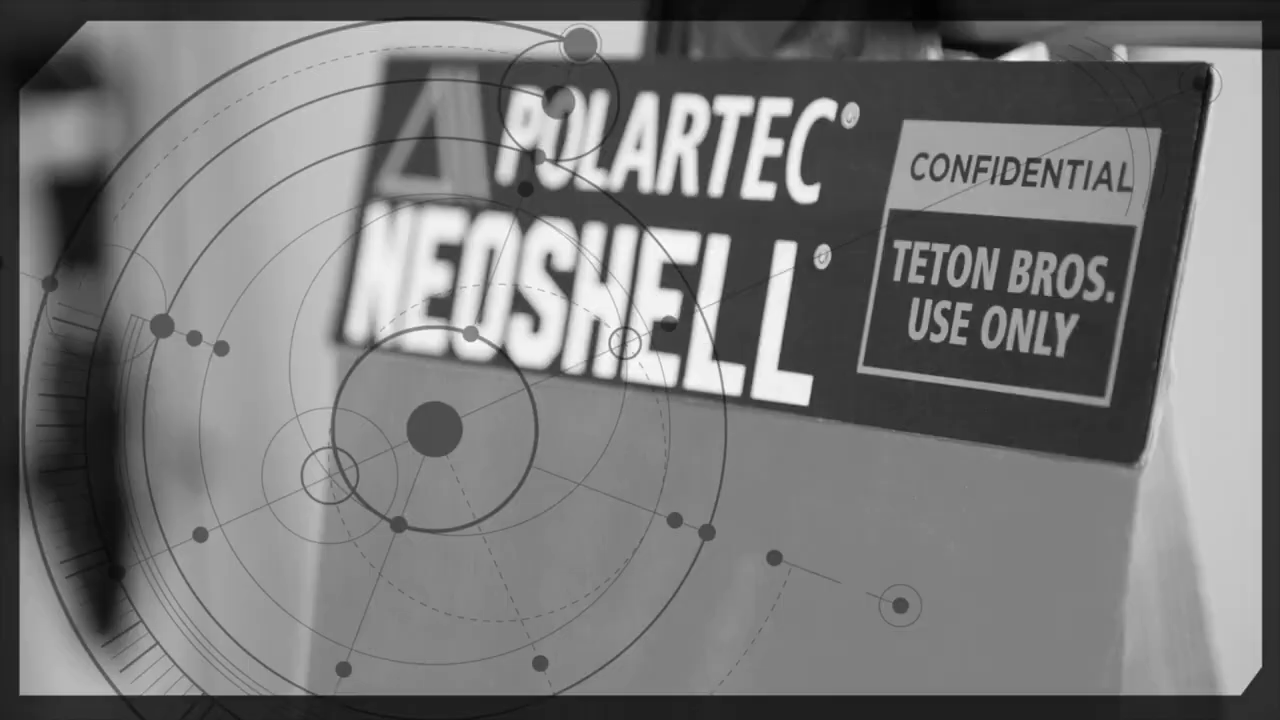 POLARTEC®
NEOSHELL®
CONFIDENTIAL
TETON BROS.
USE ONLY